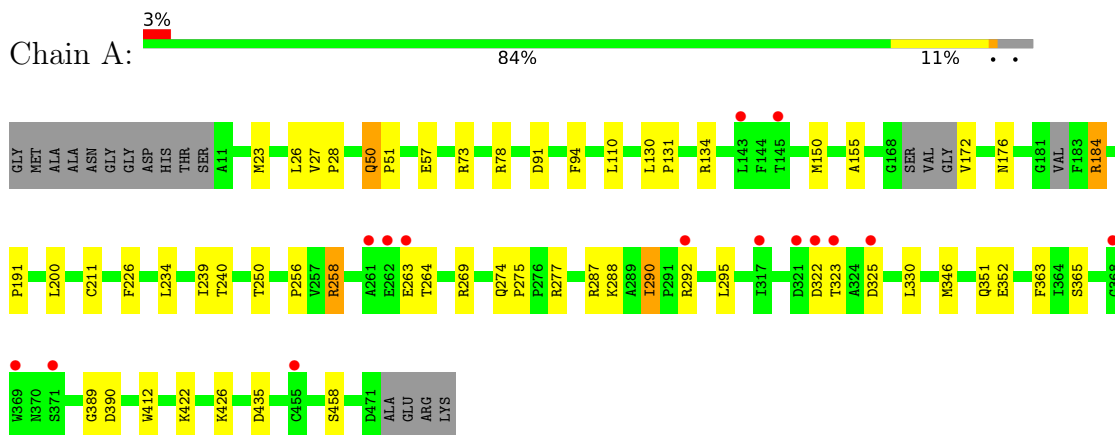 3%
Chain A:
84% 11% • •
GLY MET ALA ALA ASN GLY GLY ASP HIS THR SER A11 M23 L26 V27 P28 Q50 P51 E57 R73 R78 D91 F94 L110 L130 P131 R134 L143 F144 T145 M150 A155 G168 SER VAL GLY V172 N176 G181 VAL F183 R184
P191 L200 C211 F226 L234 I239 T240 T250 P256 V257 R258 A261 E262 E263 T264 R269 Q274 P275 P276 R277 R287 K288 A289 I290 P291 R292 L295 I317 D321 D322 T323 A324 D325 L330 M346 Q351 E352 F363 I364 S365 G368
W369 N370 S371 G389 D390 W412 K422 K426 D435 C455 S458 D471 ALA GLU ARG LYS